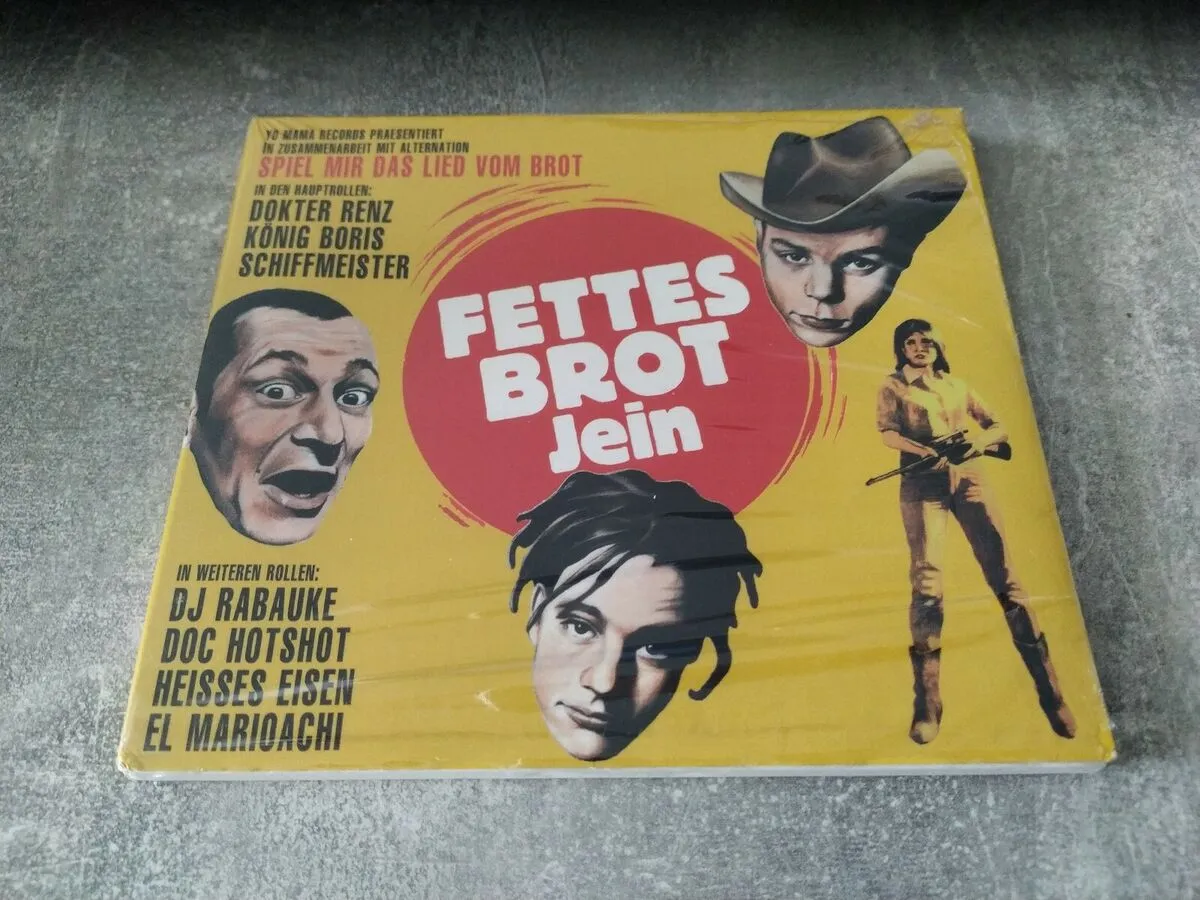 YO MAMA RECORDS PRAESENTIERT
IN ZUSAMMENARBEIT MIT ALTERNATION
SPIEL MIR DAS LIED VOM BROT
IN DEN HAUPTROLLEN:
DOKTER RENZ
KÖNIG BORIS
SCHIFFMEISTER
FETTES
BROT
Jein
IN WEITEREN ROLLEN:
DJ RABAUKE
DOC HOTSHOT
HEISSES EISEN
EL MARIOACHI